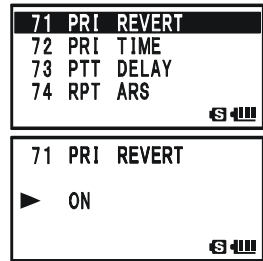 71 PRI REVERT
72 PRI TIME
73 PTT DELAY
74 RPT ARS
S
71 PRI REVERT
▶ ON
S